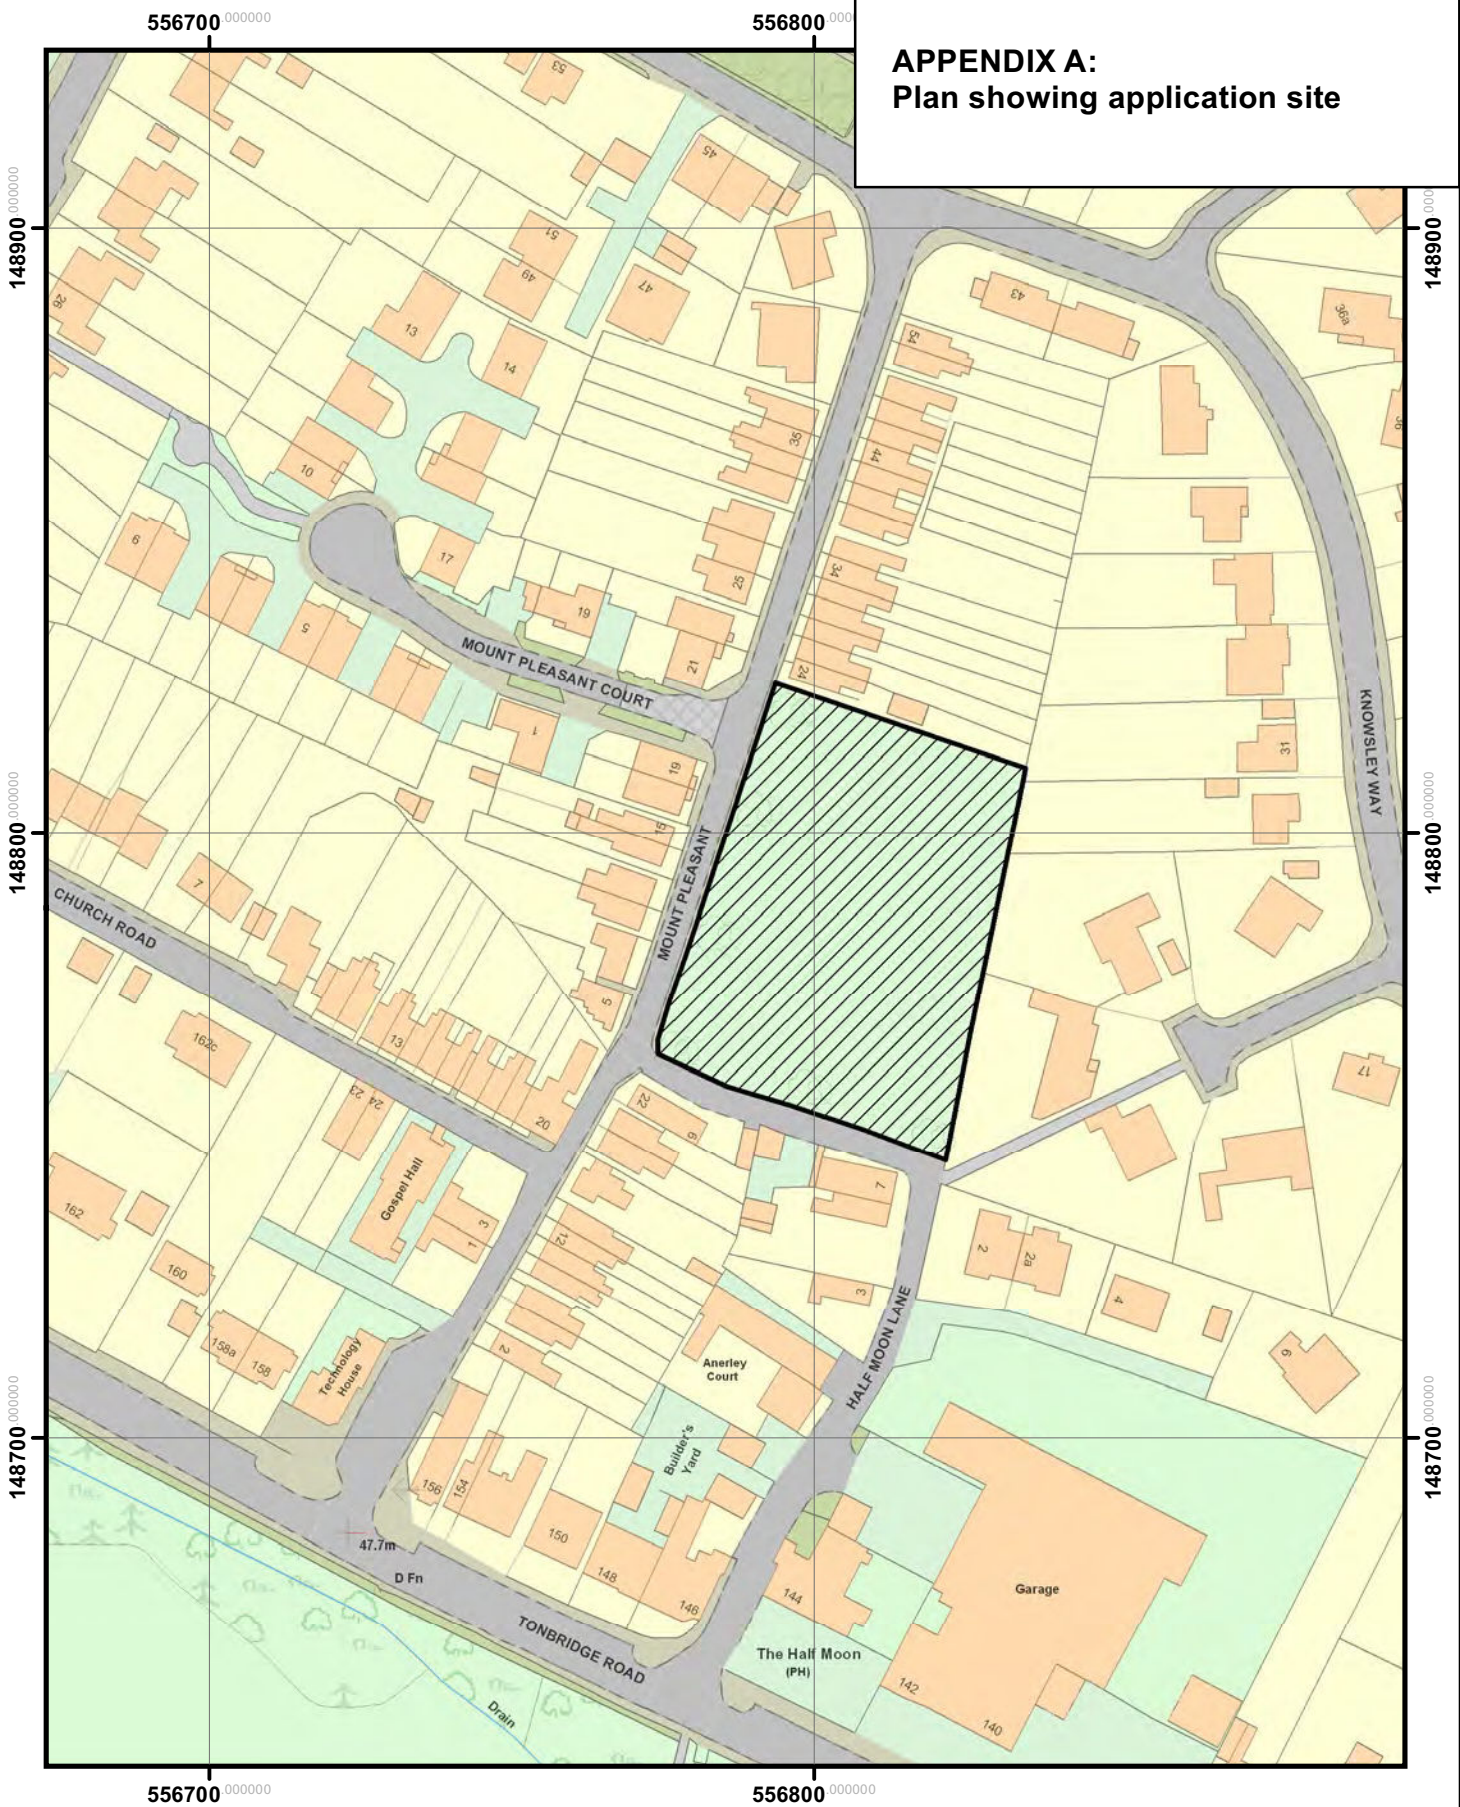 556700.000000
556800
APPENDIX A:
Plan showing application site
53
45
51
49
47
148900.000000
148900
43
54
36a
26
13
14
35
44
36
10
6
17
25
34
19
5
MOUNT PLEASANT COURT
21
24
KNOWSLEY WAY
1
19
31
15
148800.000000
148800.000000
MOUNT PLEASANT
7
CHURCH ROAD
5
162c
13
17
23
24
22
20
9
Gospel Hall
7
162
3
1
12
2
2a
160
3
4
HALF MOON LANE
158a
158
Technology
House
2
Anerley
Court
6
148700.000000
148700.000000
Builder's
Yard
156
154
150
47.7m
D Fn
148
146
144
Garage
TONBRIDGE ROAD
The Half Moon
(PH)
142
140
Drain
556700.000000
556800.000000